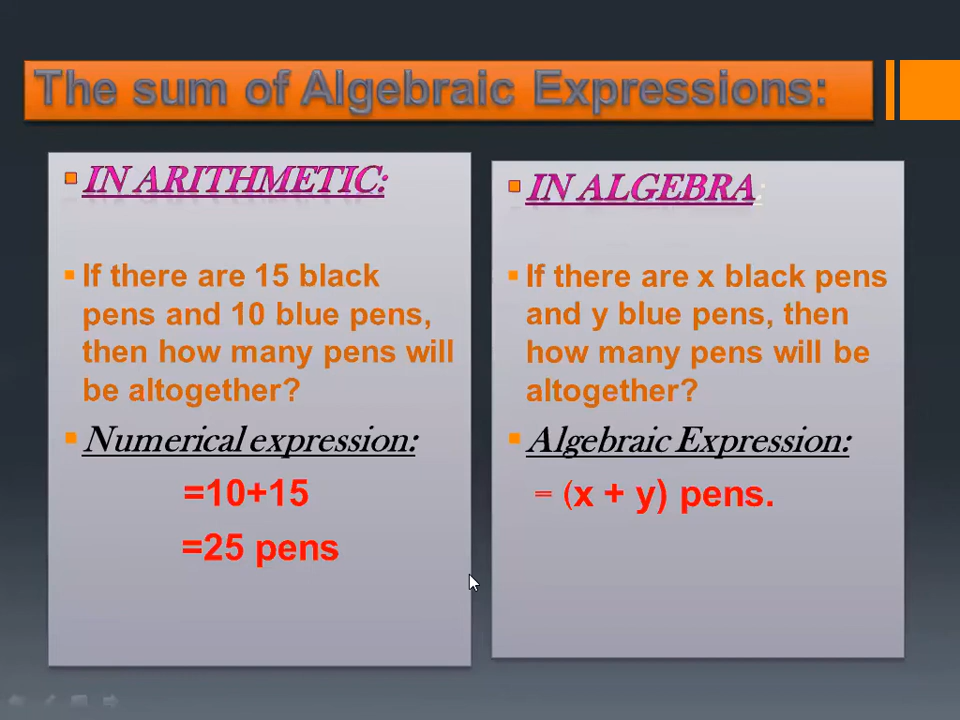 The sum of Algebraic Expressions:
IN ARITHMETIC:
If there are 15 black
pens and 10 blue pens,
then how many pens will
be altogether?
Numerical expression:
=10+15
=25 pens
IN ALGEBRA:
If there are x black pens
and y blue pens, then
how many pens will be
altogether?
Algebraic Expression:
= (x + y) pens.